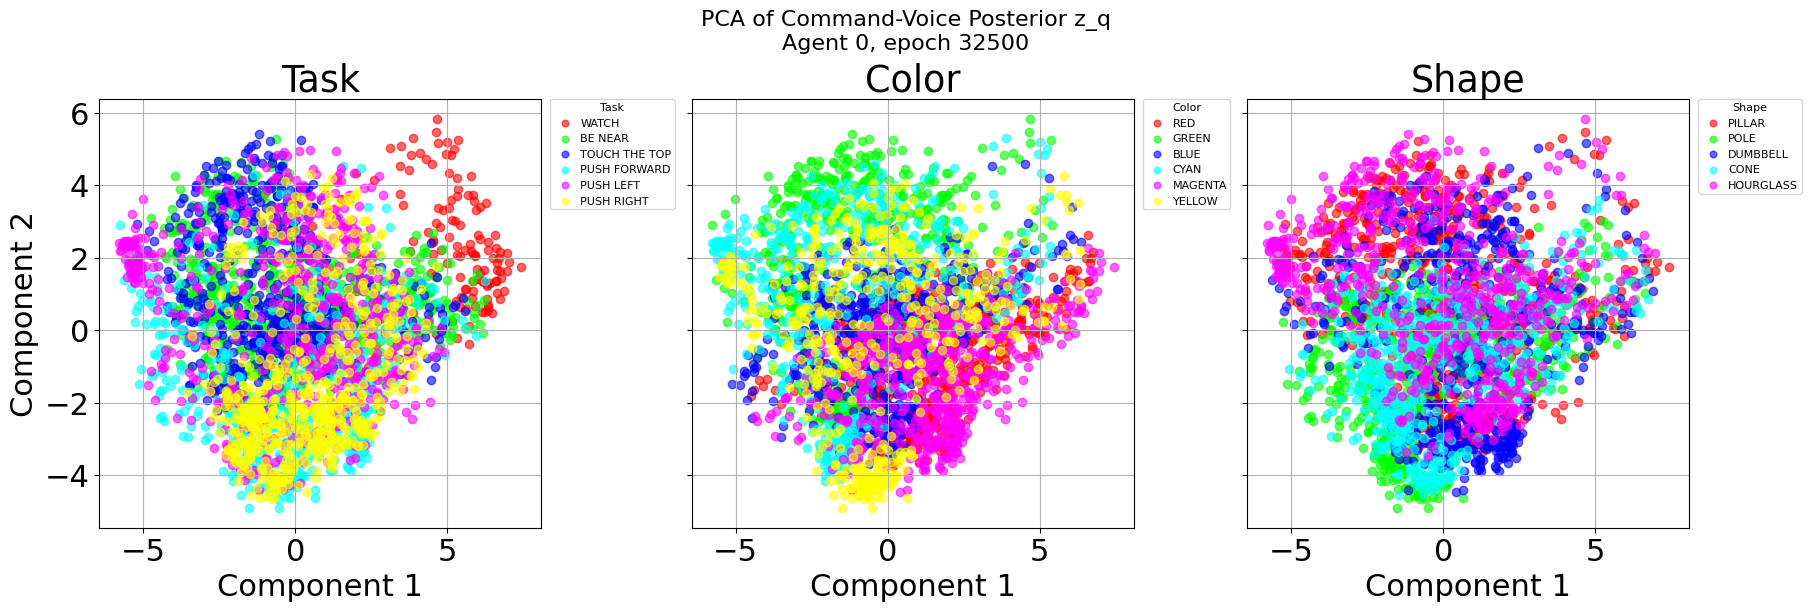 PCA of Command-Voice Posterior z_q
Agent 0, epoch 32500
Task
Component 2
6
4
2
0
−2
−4
−5
0
5
Component 1
Task
WATCH
BE NEAR
TOUCH THE TOP
PUSH FORWARD
PUSH LEFT
PUSH RIGHT
Color
−5
0
5
Component 1
Color
RED
GREEN
BLUE
CYAN
MAGENTA
YELLOW
Shape
−5
0
5
Component 1
Shape
PILLAR
POLE
DUMBBELL
CONE
HOURGLASS